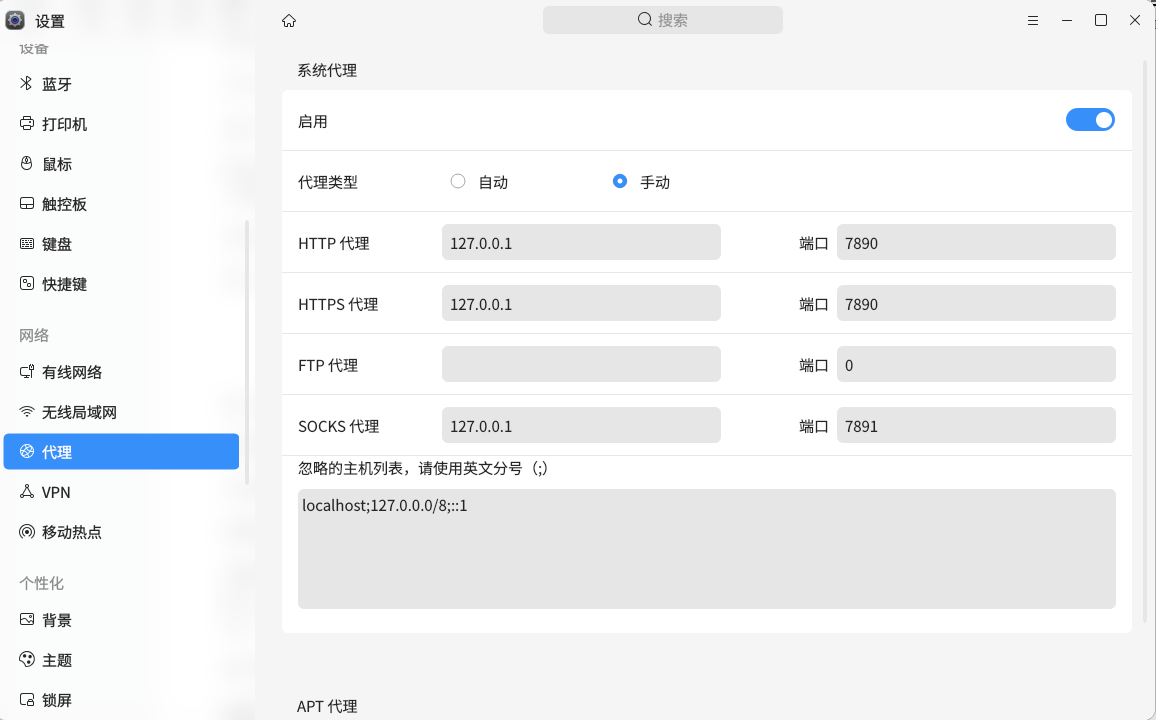 设置
搜索
设备
蓝牙
打印机
鼠标
触控板
键盘
快捷键
网络
有线网络
无线局域网
代理
VPN
移动热点
个性化
背景
主题
锁屏
系统代理
启用
代理类型 自动 手动
HTTP 代理 127.0.0.1 端口 7890
HTTPS 代理 127.0.0.1 端口 7890
FTP 代理 端口 0
SOCKS 代理 127.0.0.1 端口 7891
忽略的主机列表，请使用英文分号（;）
localhost;127.0.0.0/8;::1
APT 代理